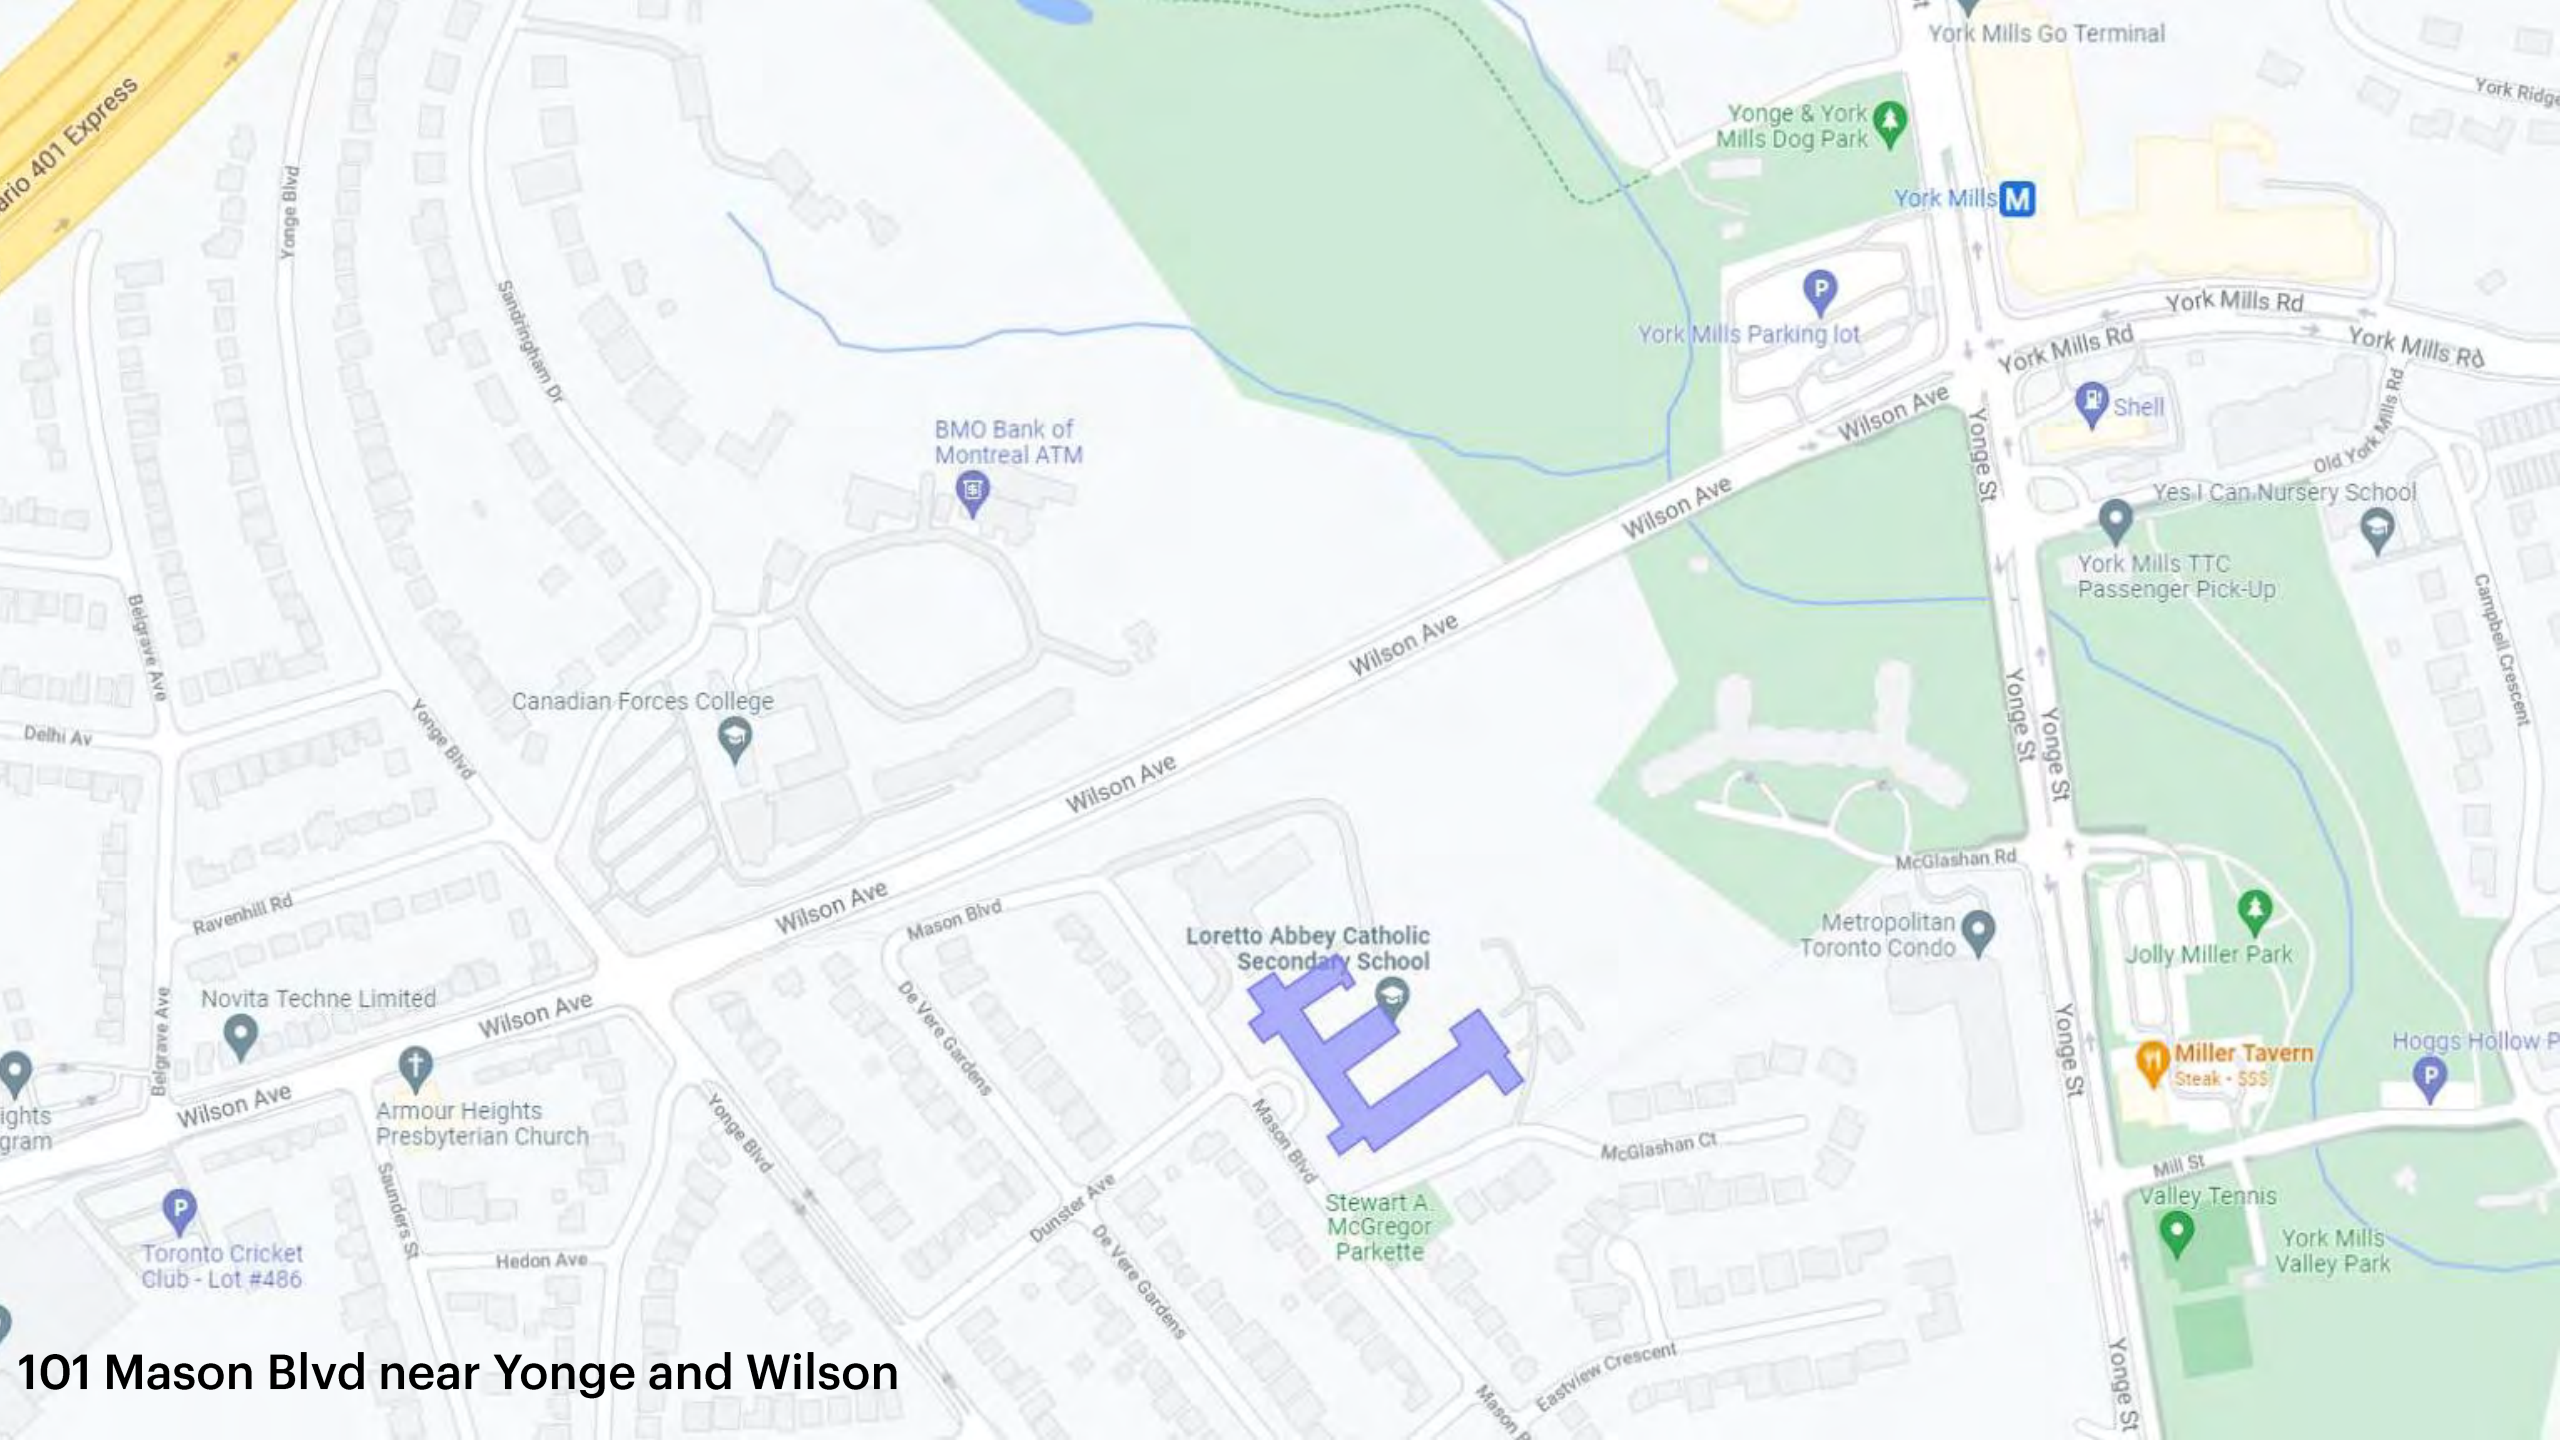 York Mills Go Terminal
York Ridge
Ontario 401 Express
Yonge & York
Mills Dog Park
Yonge Blvd
York Mills
M
P
York Mills Parking lot
York Mills Rd
York Mills Rd
York Mills Rd
Sandringham Dr
Wilson Ave
Shell
Old York Mills Rd
Yonge St
BMO Bank of
Montreal ATM
Wilson Ave
Yes I Can Nursery School
York Mills TTC
Passenger Pick-Up
Belgrave Ave
Campbell Crescent
Wilson Ave
Canadian Forces College
Yonge St
Yonge St
Delhi Av
Yonge Blvd
Wilson Ave
McGlashan Rd
Ravenhill Rd
Wilson Ave
Mason Blvd
Metropolitan
Toronto Condo
Loretto Abbey Catholic
Secondary School
Jolly Miller Park
Novita Techne Limited
Wilson Ave
De Vere Gardens
Belgrave Ave
Yonge St
Hoggs Hollow P
P
Miller Tavern
Steak - $$$
ights
gram
Wilson Ave
Armour Heights
Presbyterian Church
Yonge Blvd
Mason Blvd
McGlashan Ct
Mill St
Saunders St
Dunster Ave
Stewart A.
McGregor
Parkette
Valley Tennis
P
Toronto Cricket
Club - Lot #486
Hedon Ave
De Vere Gardens
York Mills
Valley Park
Eastview Crescent
Yonge St
Mason B
101 Mason Blvd near Yonge and Wilson